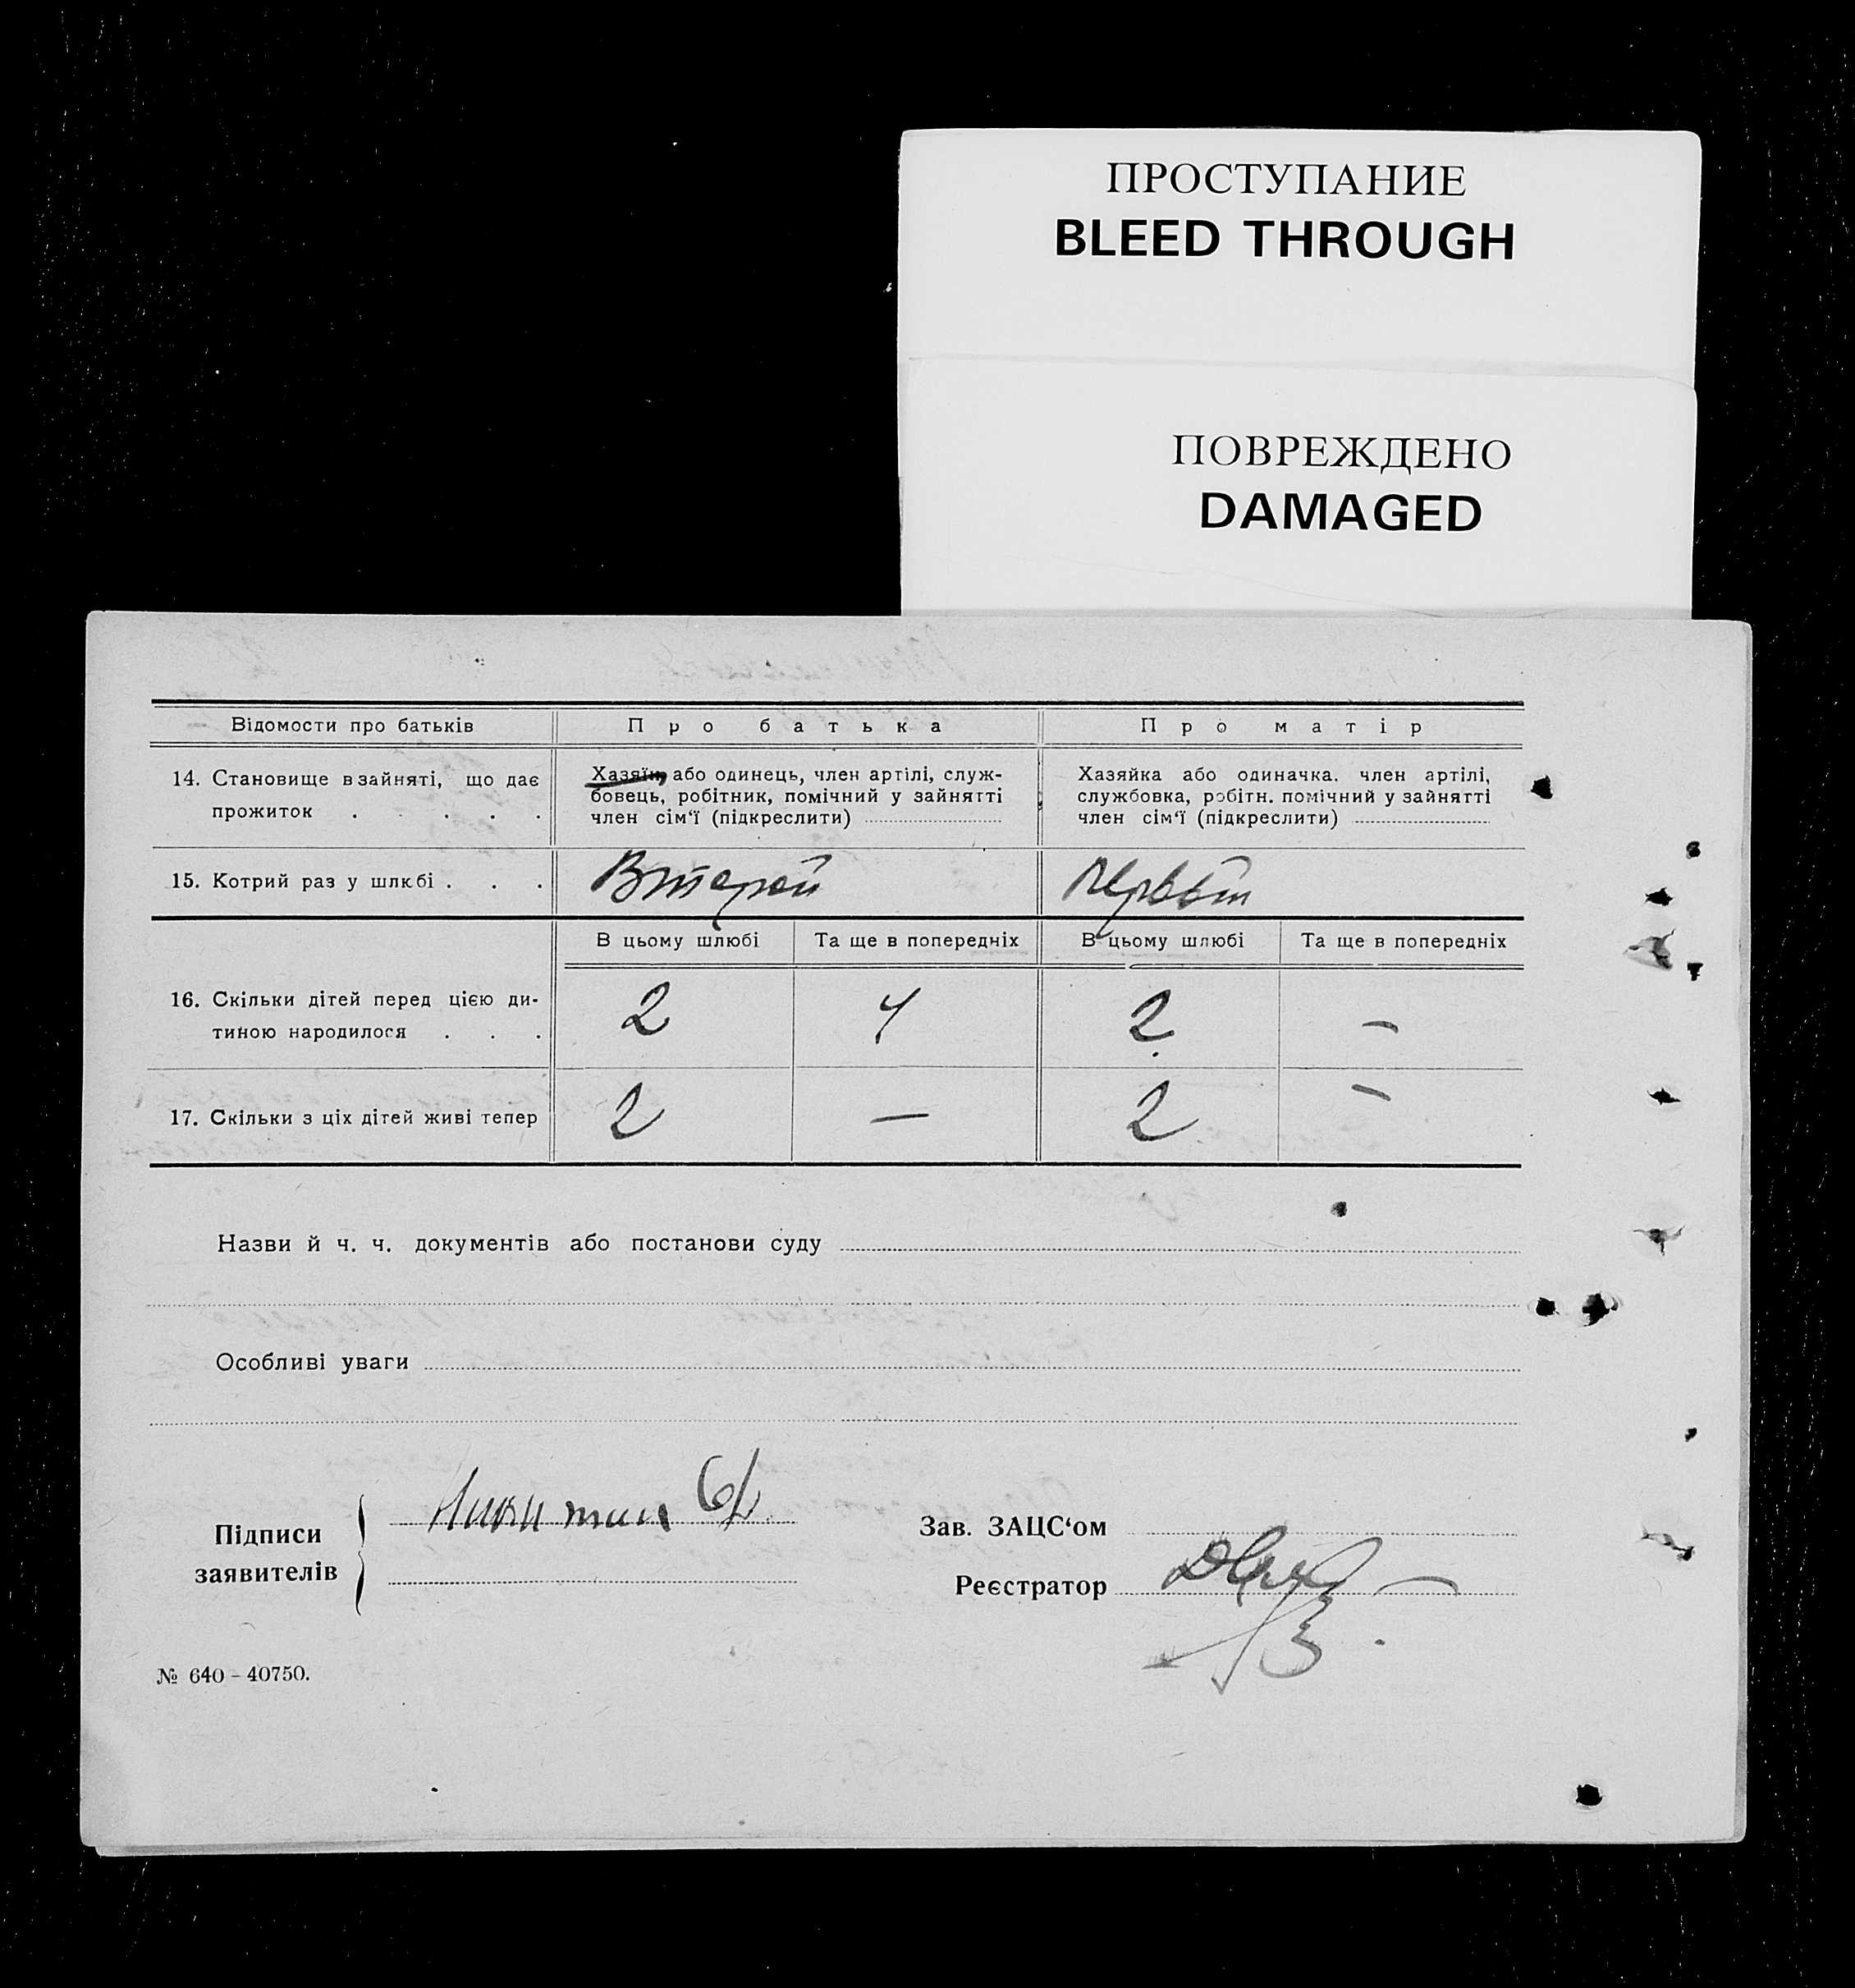 ПРОСТУПАНИЕ
BLEED THROUGH
ПОВРЕЖДЕНО
DAMAGED
Відомости про батьків
Про батька
Про матір
14. Становище в зайняті, що дає
прожиток . . . . .
Хазяїн, або одинець, член артілі, служ-
бовець, робітник, помічний у зайнятті
член сім‘ї (підкреслити)
Хазяйка або одиначка. член артілі,
службовка, робітн. помічний у зайнятті
член сім‘ї (підкреслити)
15. Котрий раз у шлюбі . . .
Второй
Первый
В цьому шлюбі
Та ще в попередніх
В цьому шлюбі
Та ще в попередніх
16. Скільки дітей перед цією ди-
тиною народилося . . .
2
4
2
—
17. Скільки з ціх дітей живі тепер
2
—
2
—
Назви й ч. ч. документів або постанови суду
Особливі уваги
Підписи
заявителів
Никитин
Зав. ЗАЦС‘ом
Реєстратор
№ 640 – 40750.